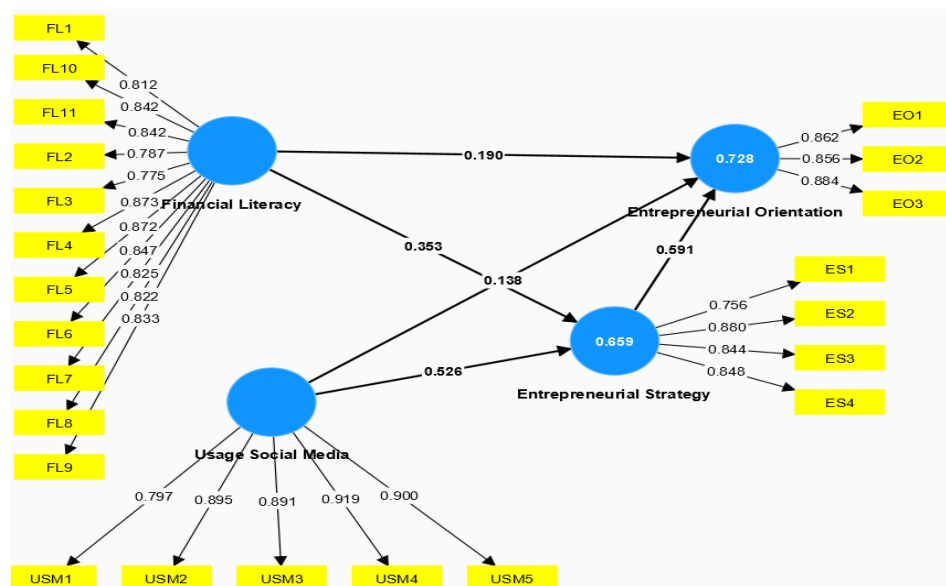 FL1
FL10
FL11
FL2
FL3
FL4
FL5
FL6
FL7
FL8
FL9
0.812
0.842
0.842
0.787
0.775
0.873
0.872
0.847
0.825
0.822
0.833
Financial Literacy
0.190
0.353
0.138
0.526
0.591
0.728
Entrepreneurial Orientation
0.862
0.856
0.884
EO1
EO2
EO3
0.659
Entrepreneurial Strategy
0.756
0.880
0.844
0.848
ES1
ES2
ES3
ES4
Usage Social Media
0.797
0.895
0.891
0.919
0.900
USM1
USM2
USM3
USM4
USM5